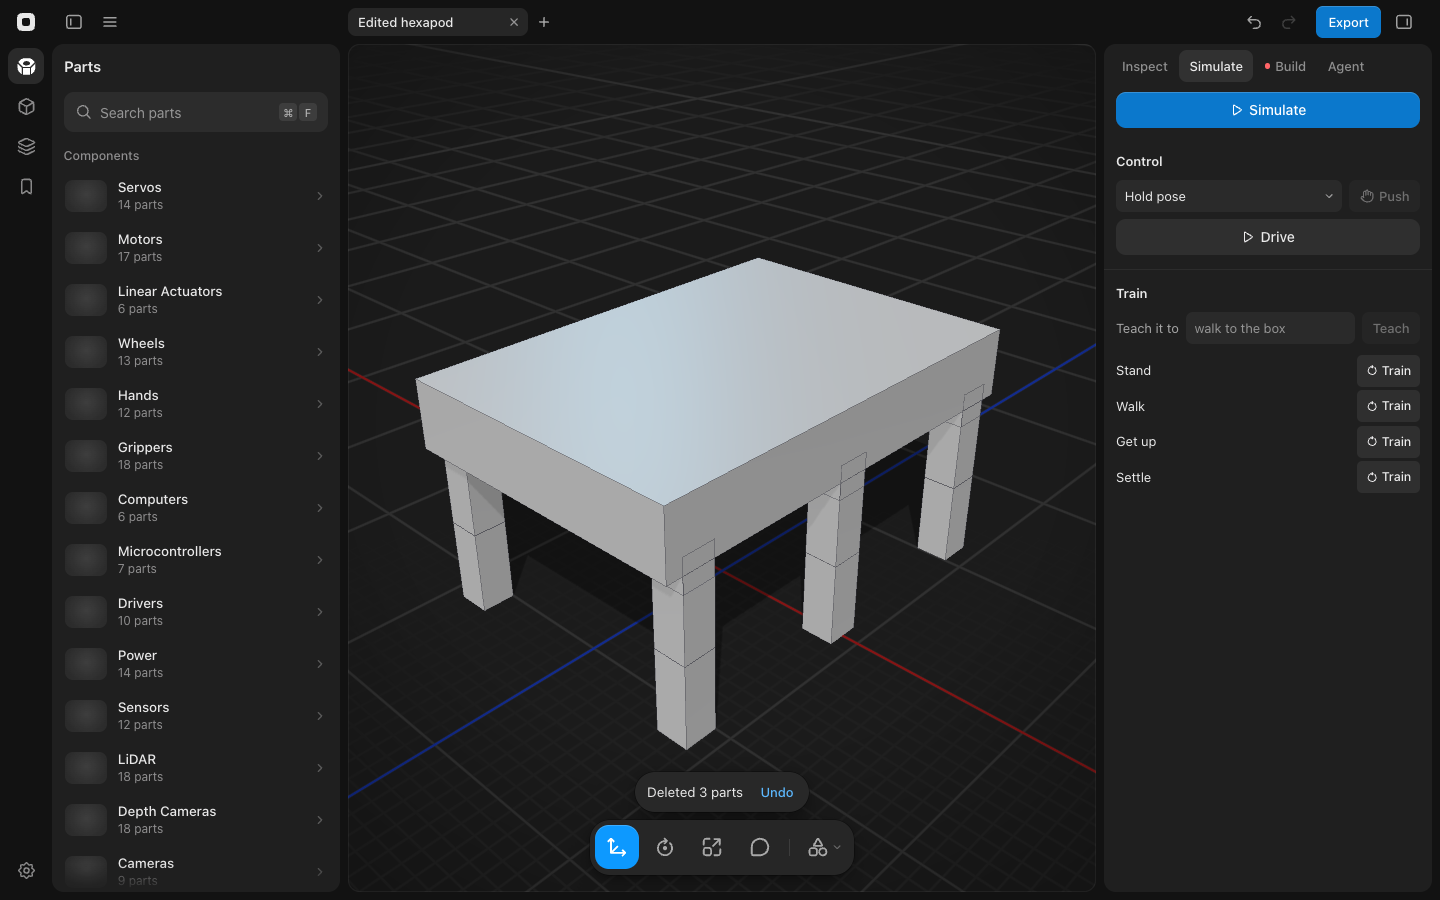 Edited hexapod
Export
Parts
Search parts
⌘ F
Components
Servos
14 parts
Motors
17 parts
Linear Actuators
6 parts
Wheels
13 parts
Hands
12 parts
Grippers
18 parts
Computers
6 parts
Microcontrollers
7 parts
Drivers
10 parts
Power
14 parts
Sensors
12 parts
LiDAR
18 parts
Depth Cameras
18 parts
Cameras
9 parts
Deleted 3 parts Undo
Inspect Simulate Build Agent
Simulate
Control
Hold pose Push
Drive
Train
Teach it to walk to the box Teach
Stand Train
Walk Train
Get up Train
Settle Train